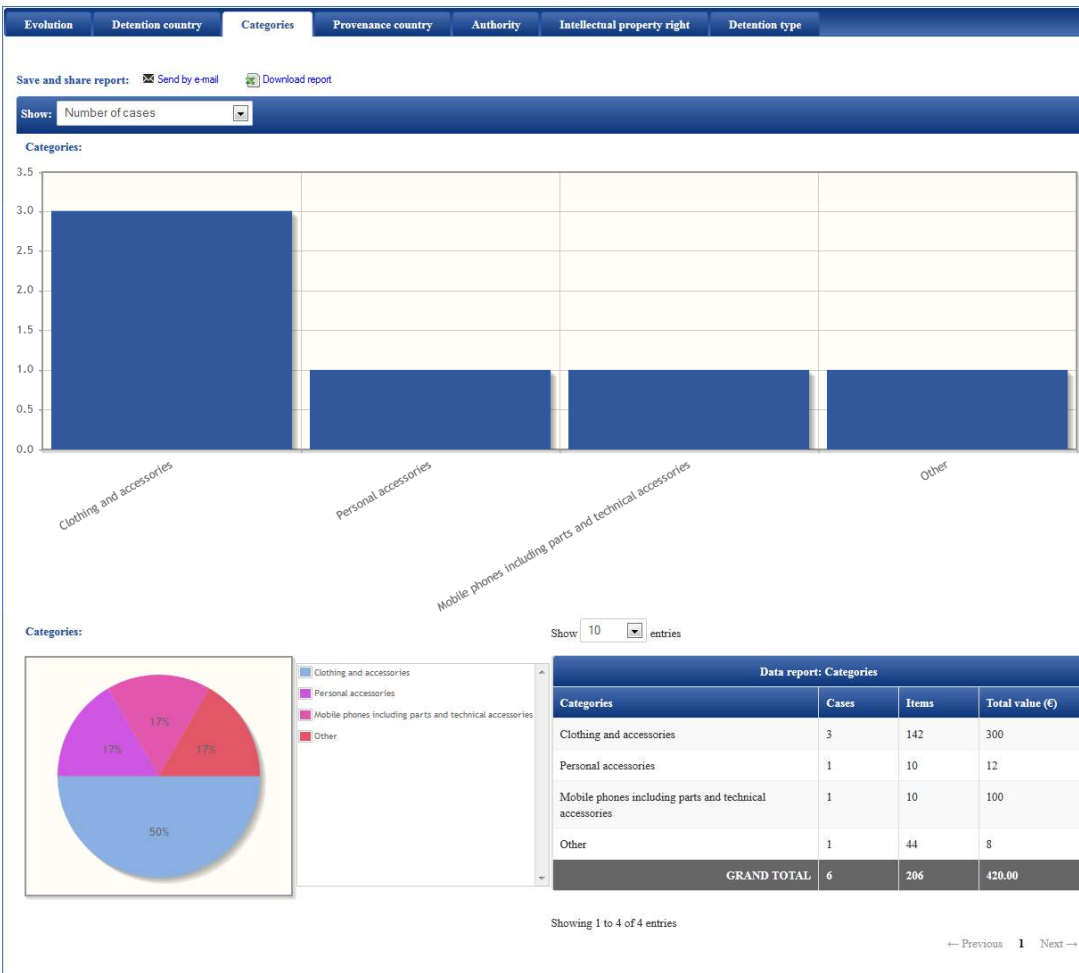 Evolution Detention country Categories Provenance country Authority Intellectual property right Detention type
Save and share report: Send by e-mail Download report
Show: Number of cases
Categories:
3.5
3.0
2.5
2.0
1.5
1.0
0.5
0.0
Clothing and accessories
Personal accessories
Mobile phones including parts and technical accessories
Other
Categories:
17%
17%
17%
50%
Clothing and accessories
Personal accessories
Mobile phones including parts and technical accessories
Other
Show 10 entries
Data report: Categories
Categories Cases Items Total value (€)
Clothing and accessories 3 142 300
Personal accessories 1 10 12
Mobile phones including parts and technical
accessories 1 10 100
Other 1 44 8
GRAND TOTAL 6 206 420.00
Showing 1 to 4 of 4 entries
← Previous 1 Next →